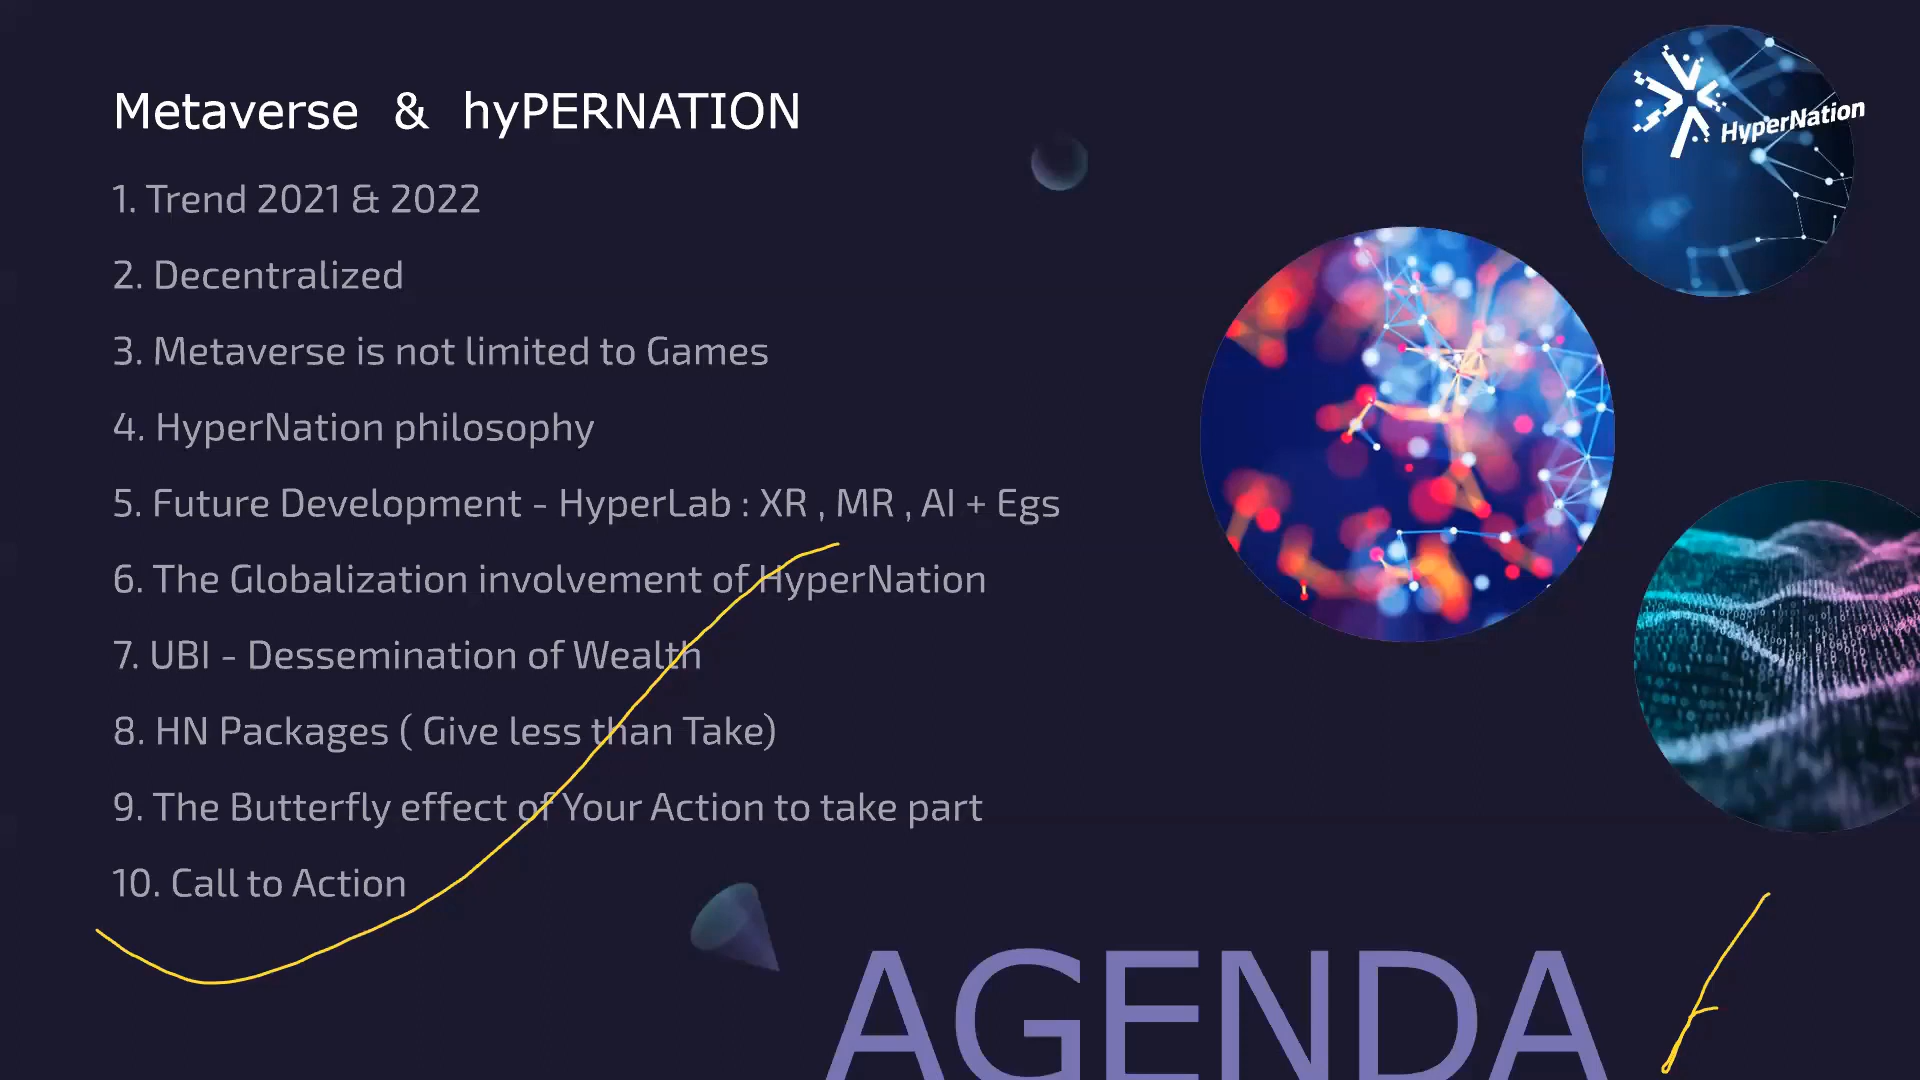 Metaverse & hyPERNATION
HyperNation
1. Trend 2021 & 2022
2. Decentralized
3. Metaverse is not limited to Games
4. HyperNation philosophy
5. Future Development - HyperLab : XR , MR , AI + Egs
6. The Globalization involvement of HyperNation
7. UBI - Dessemination of Wealth
8. HN Packages ( Give less than Take)
9. The Butterfly effect of Your Action to take part
10. Call to Action
AGENDA